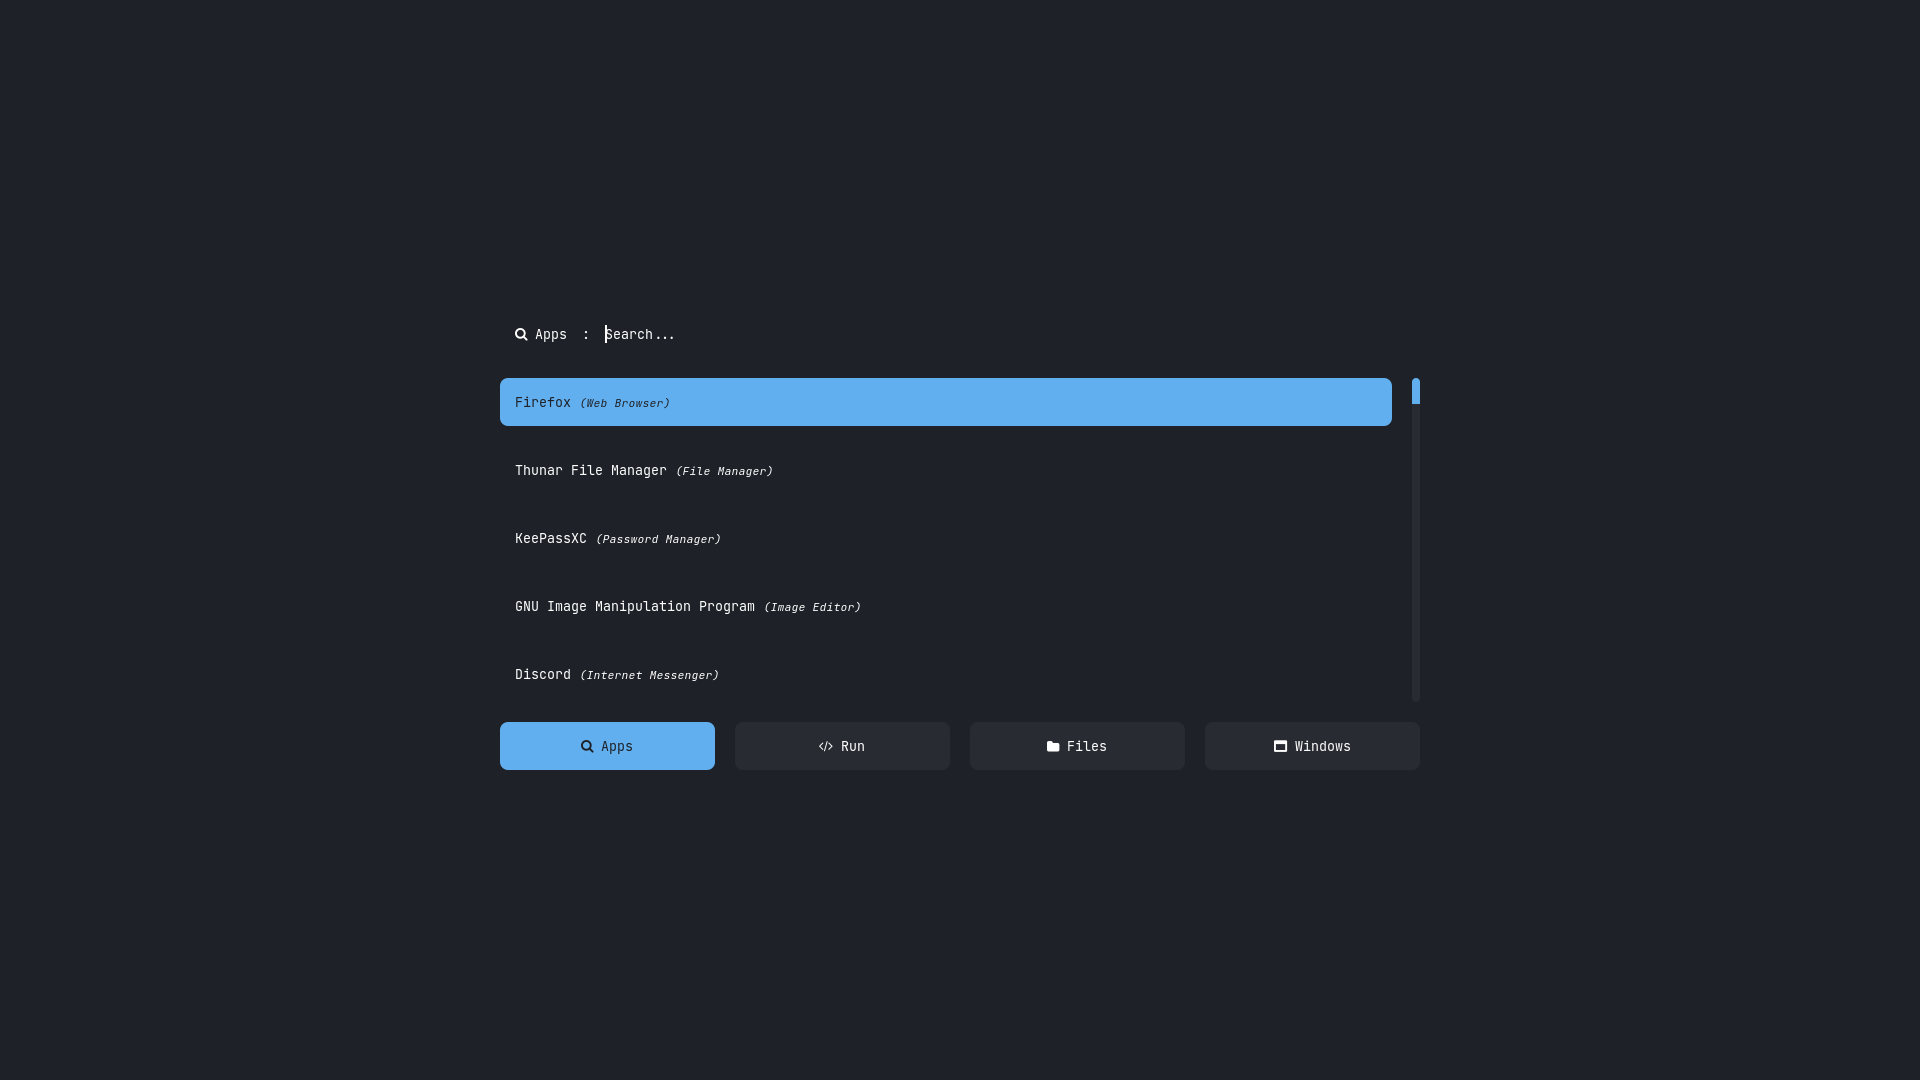 Apps : Search...
Firefox (Web Browser)
Thunar File Manager (File Manager)
KeePassXC (Password Manager)
GNU Image Manipulation Program (Image Editor)
Discord (Internet Messenger)
Apps Run Files Windows